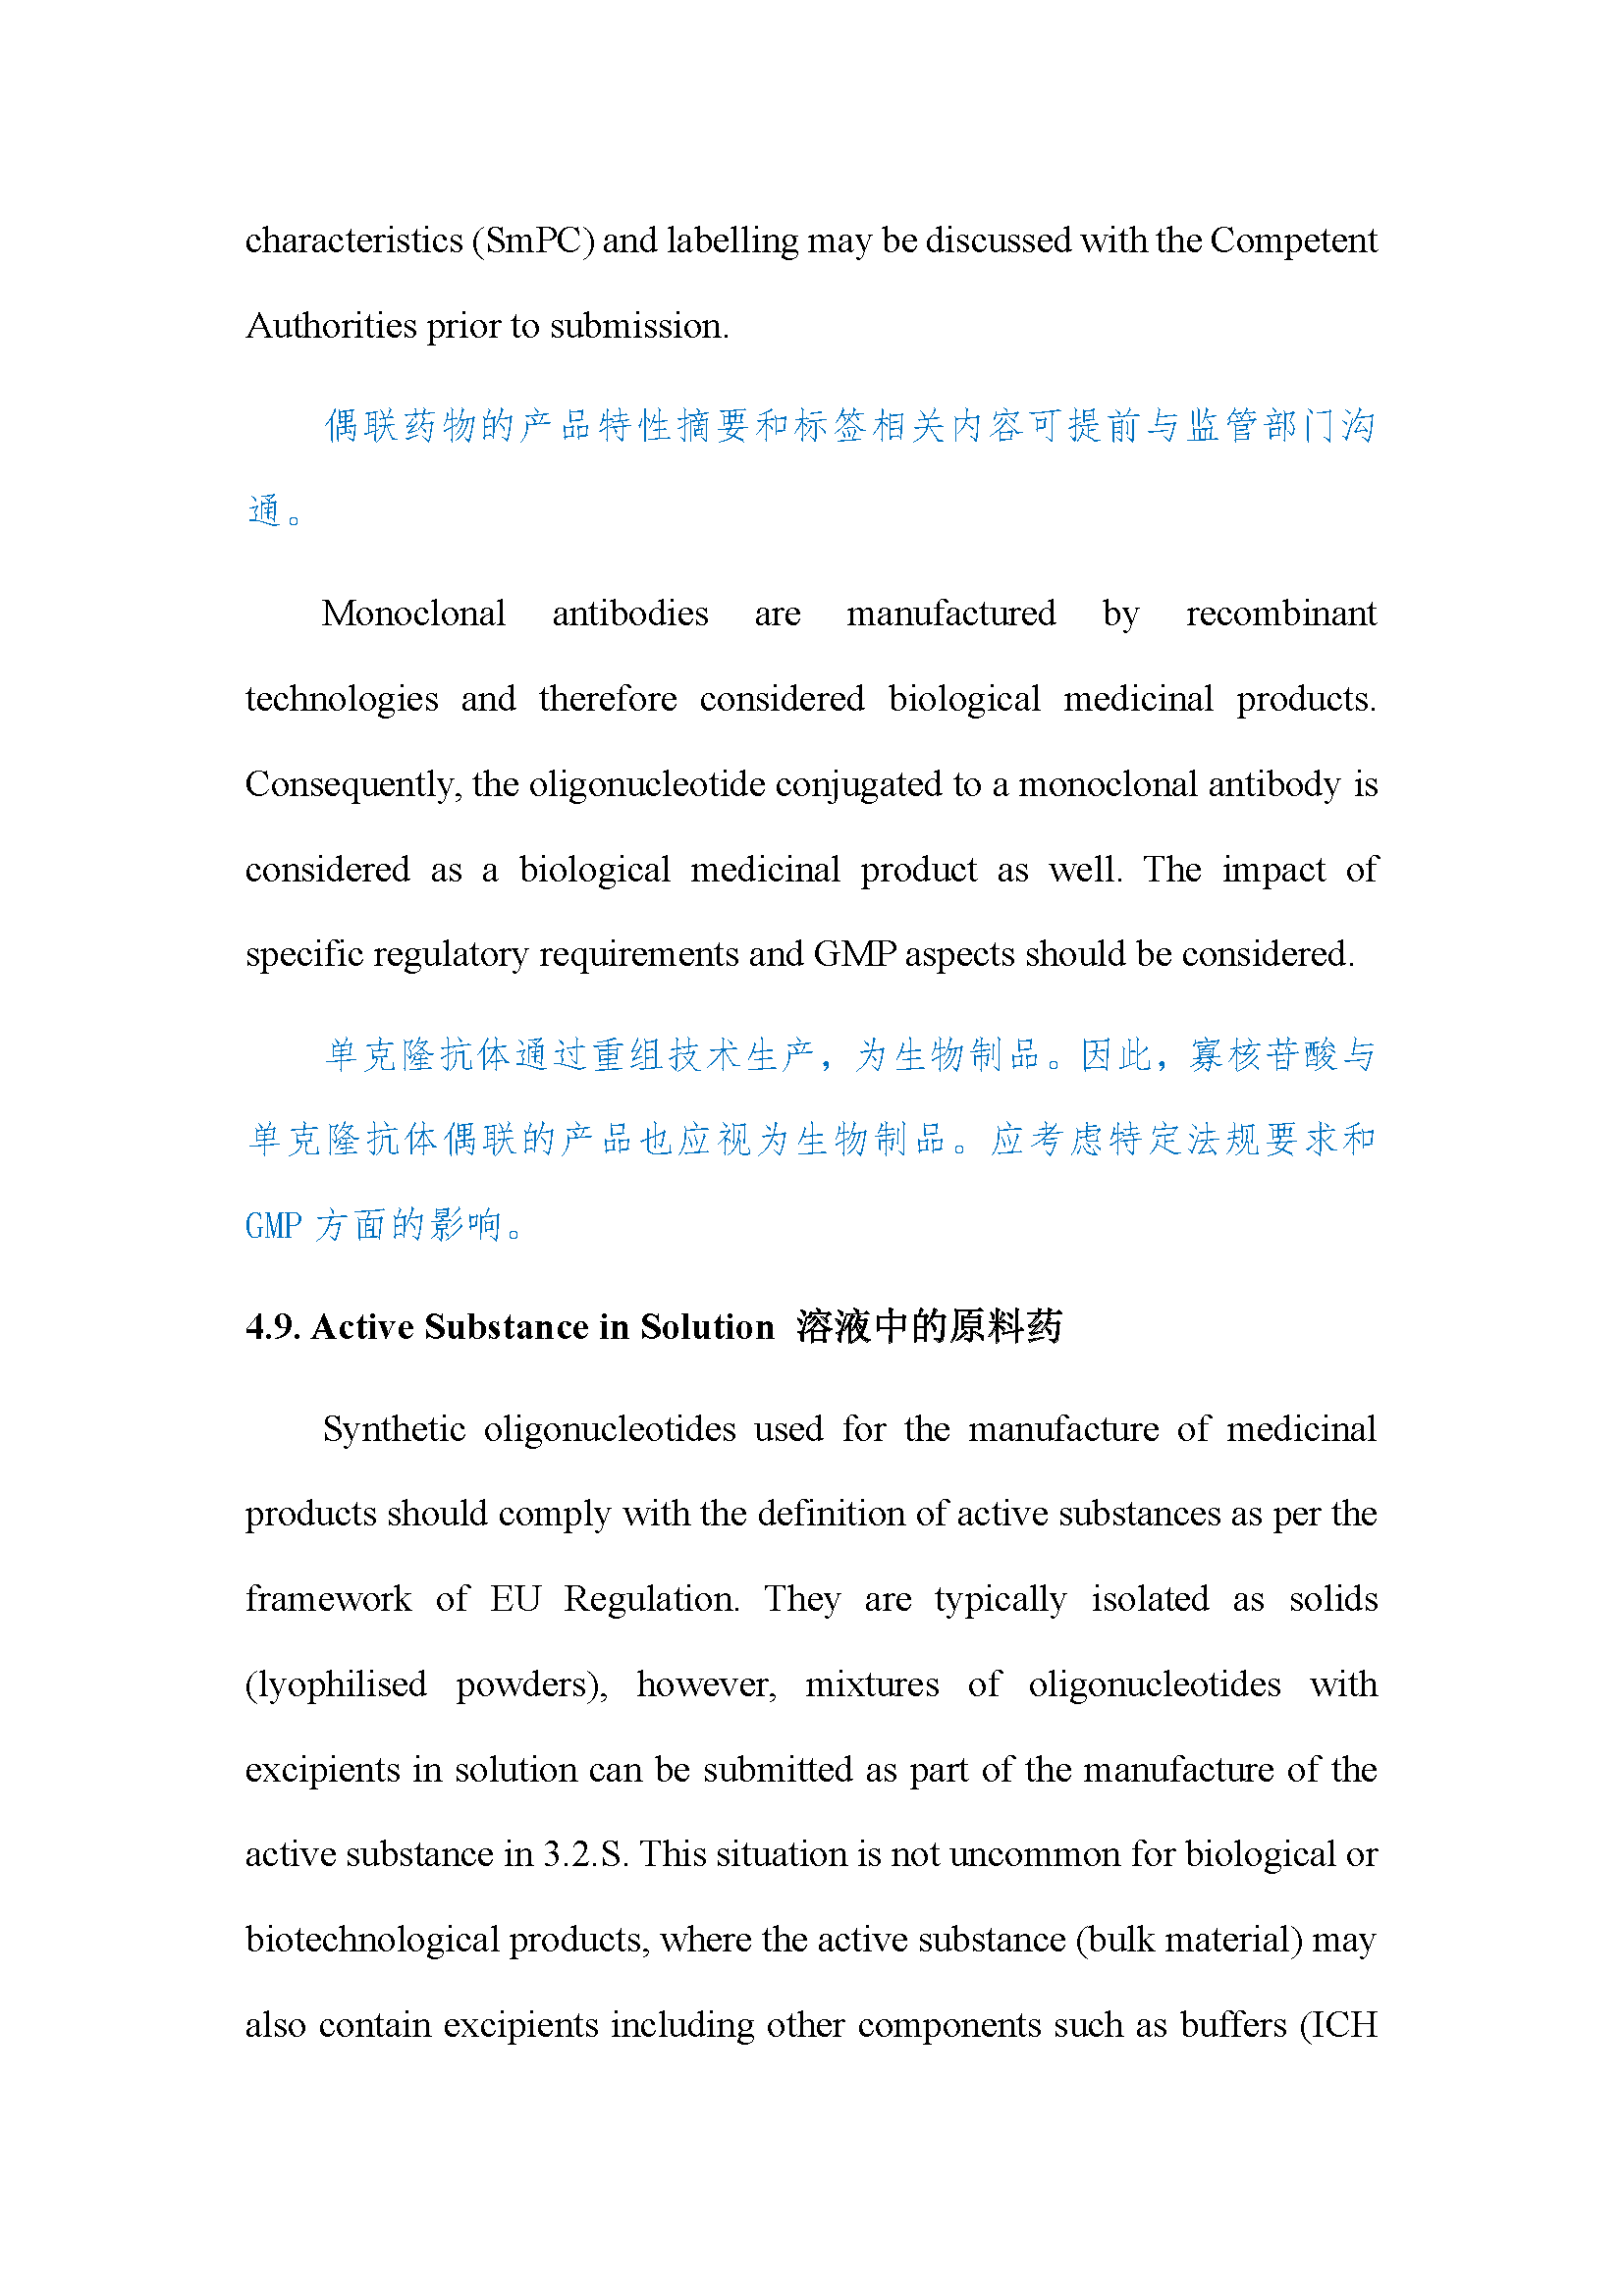 characteristics (SmPC) and labelling may be discussed with the Competent
Authorities prior to submission.
偶联药物的产品特性摘要和标签相关内容可提前与监管部门沟
通。
Monoclonal antibodies are manufactured by recombinant
technologies and therefore considered biological medicinal products.
Consequently, the oligonucleotide conjugated to a monoclonal antibody is
considered as a biological medicinal product as well. The impact of
specific regulatory requirements and GMP aspects should be considered.
单克隆抗体通过重组技术生产，为生物制品。因此，寡核苷酸与
单克隆抗体偶联的产品也应视为生物制品。应考虑特定法规要求和
GMP 方面的影响。
4.9. Active Substance in Solution 溶液中的原料药
Synthetic oligonucleotides used for the manufacture of medicinal
products should comply with the definition of active substances as per the
framework of EU Regulation. They are typically isolated as solids
(lyophilised powders), however, mixtures of oligonucleotides with
excipients in solution can be submitted as part of the manufacture of the
active substance in 3.2.S. This situation is not uncommon for biological or
biotechnological products, where the active substance (bulk material) may
also contain excipients including other components such as buffers (ICH